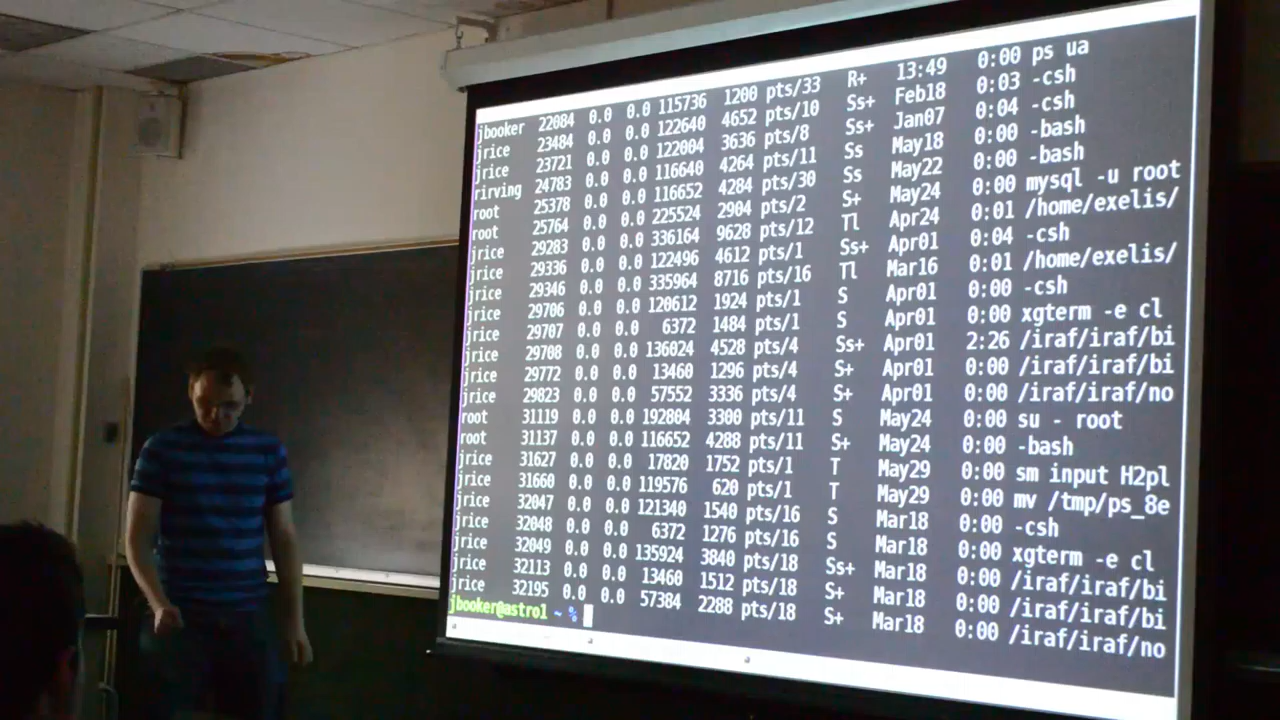 jbooker 22084 0.0 0.0 115736 1200 pts/33 R+ 13:49 0:00 ps ua
jrice 23484 0.0 0.0 122640 4652 pts/10 Ss+ Feb18 0:03 -csh
jrice 23721 0.0 0.0 122004 3636 pts/8 Ss+ Jan07 0:04 -csh
rirving 24783 0.0 0.0 116640 4264 pts/11 Ss May18 0:00 -bash
root 25378 0.0 0.0 116652 4284 pts/30 Ss May22 0:00 -bash
root 25764 0.0 0.0 225524 2904 pts/2 S+ May24 0:00 mysql -u root
jrice 29283 0.0 0.0 336164 9628 pts/12 Tl Apr24 0:01 /home/exelis/
jrice 29336 0.0 0.0 122496 4612 pts/1 Ss+ Apr01 0:04 -csh
jrice 29346 0.0 0.0 335964 8716 pts/16 Tl Mar16 0:01 /home/exelis/
jrice 29706 0.0 0.0 120612 1924 pts/1 S Apr01 0:00 -csh
jrice 29707 0.0 0.0 6372 1484 pts/1 S Apr01 0:00 xgterm -e cl
jrice 29708 0.0 0.0 136024 4528 pts/4 Ss+ Apr01 2:26 /iraf/iraf/bi
jrice 29772 0.0 0.0 13460 1296 pts/4 S+ Apr01 0:00 /iraf/iraf/bi
jrice 29823 0.0 0.0 57552 3336 pts/4 S+ Apr01 0:00 /iraf/iraf/no
root 31119 0.0 0.0 192804 3300 pts/11 S May24 0:00 su - root
root 31137 0.0 0.0 116652 4288 pts/11 S+ May24 0:00 -bash
jrice 31627 0.0 0.0 17820 1752 pts/1 T May29 0:00 sm input H2pl
jrice 31660 0.0 0.0 119576 620 pts/1 T May29 0:00 mv /tmp/ps_8e
jrice 32047 0.0 0.0 121340 1540 pts/16 S Mar18 0:00 -csh
jrice 32048 0.0 0.0 6372 1276 pts/16 S Mar18 0:00 xgterm -e cl
jrice 32049 0.0 0.0 135924 3840 pts/18 Ss+ Mar18 0:00 /iraf/iraf/bi
jrice 32113 0.0 0.0 13460 1512 pts/18 S+ Mar18 0:00 /iraf/iraf/bi
jrice 32195 0.0 0.0 57384 2288 pts/18 S+ Mar18 0:00 /iraf/iraf/no
jbooker@astro1 ~ %